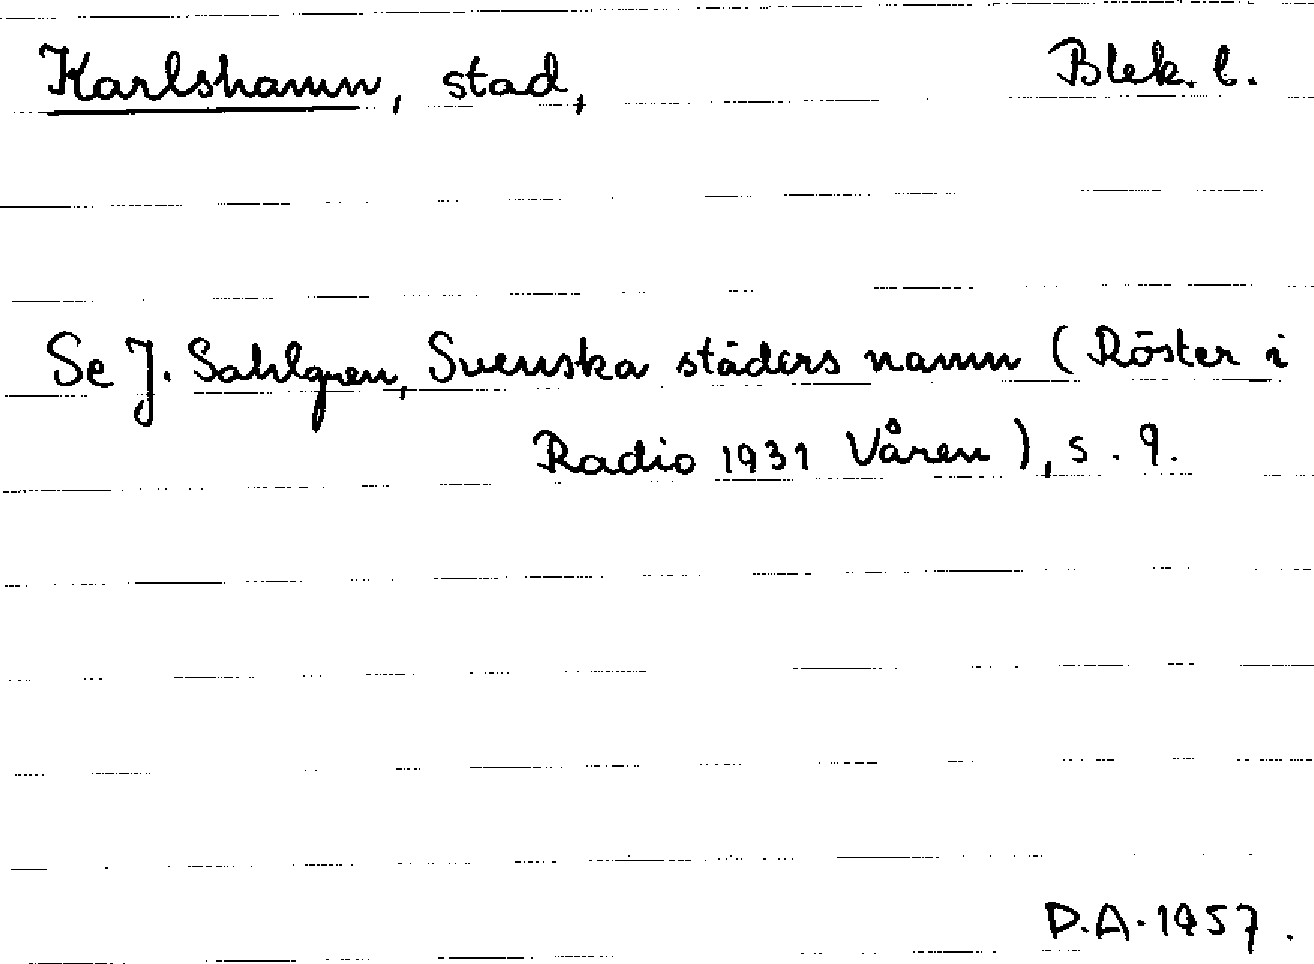 Karlshamn, stad, Blek. l.
Se J. Sahlgren, Svenska städers namn (Röster i
Radio 1931 Våren), s. 9.
D.A. 1957.